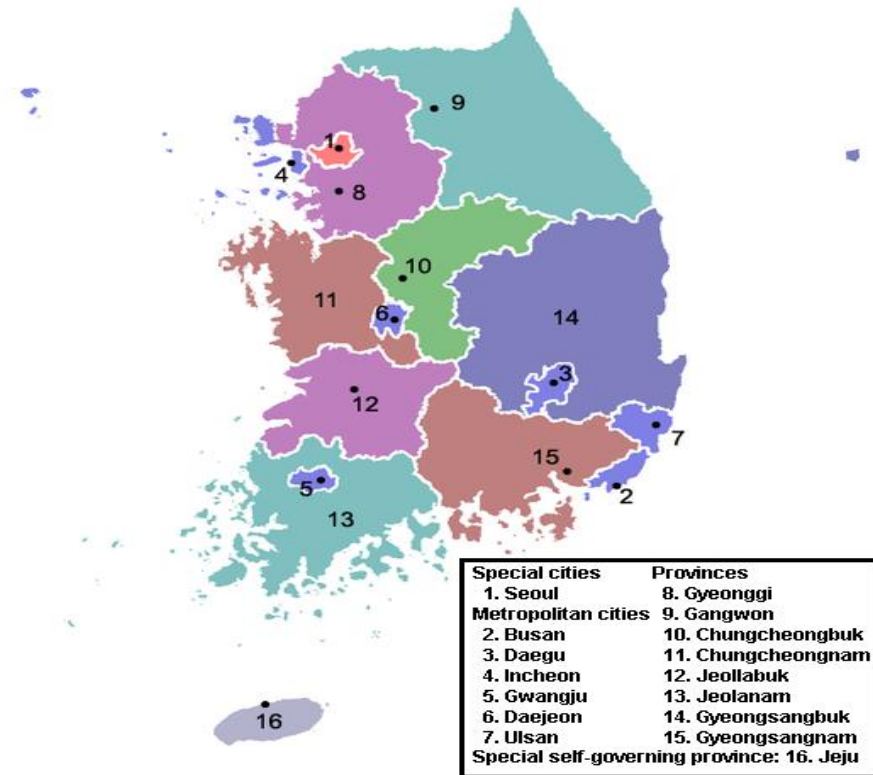 9
1
4
8
10
11
6
14
3
12
7
15
5
2
13
16
Special cities Provinces
1. Seoul 8. Gyeonggi
Metropolitan cities 9. Gangwon
2. Busan 10. Chungcheongbuk
3. Daegu 11. Chungcheongnam
4. Incheon 12. Jeollabuk
5. Gwangju 13. Jeolanam
6. Daejeon 14. Gyeongsangbuk
7. Ulsan 15. Gyeongsangnam
Special self-governing province: 16. Jeju